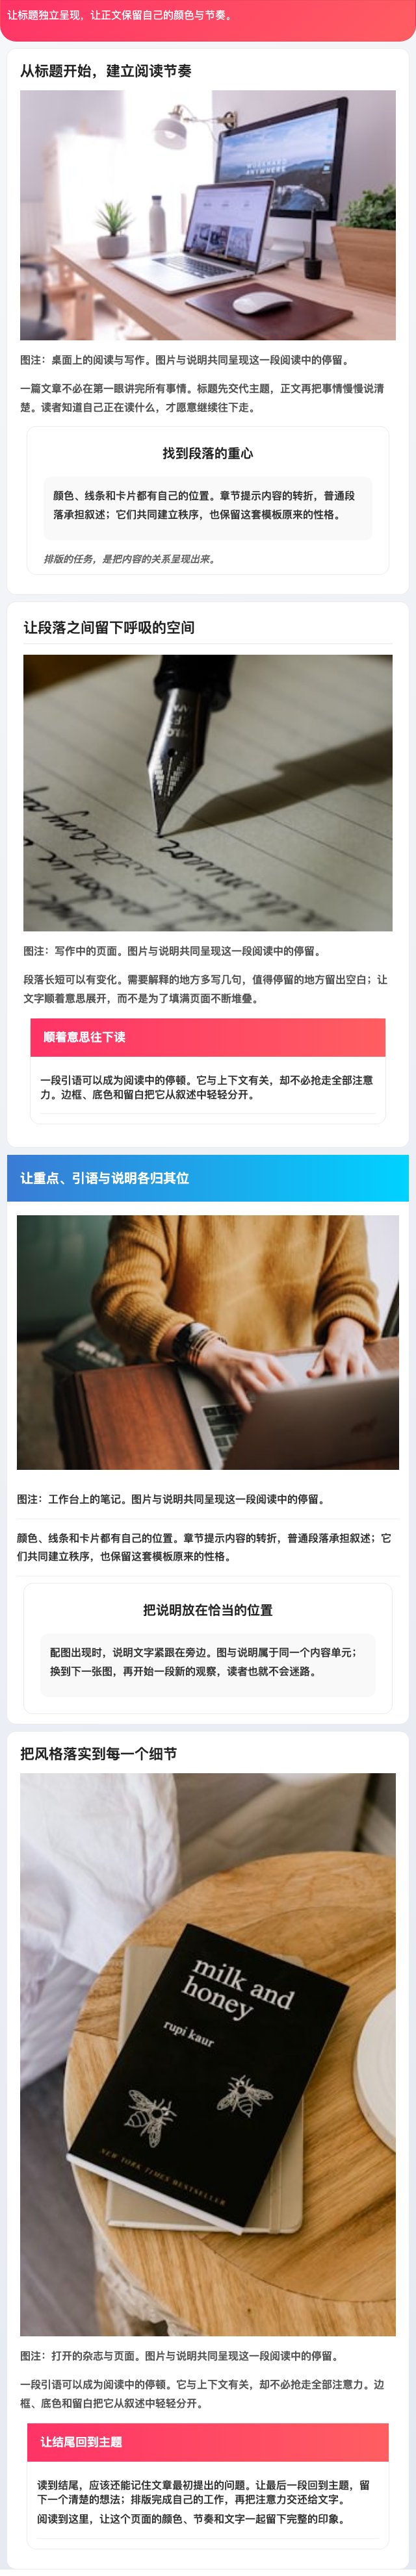 让标题独立呈现，让正文保留自己的颜色与节奏。
从标题开始，建立阅读节奏
WORK HARD
ANYWHERE
图注：桌面上的阅读与写作。图片与说明共同呈现这一段阅读中的停留。
一篇文章不必在第一眼讲完所有事情。标题先交代主题，正文再把事情慢慢说清
楚。读者知道自己正在读什么，才愿意继续往下走。
找到段落的重心
颜色、线条和卡片都有自己的位置。章节提示内容的转折，普通段
落承担叙述；它们共同建立秩序，也保留这套模板原来的性格。
排版的任务，是把内容的关系呈现出来。
让段落之间留下呼吸的空间
图注：写作中的页面。图片与说明共同呈现这一段阅读中的停留。
段落长短可以有变化。需要解释的地方多写几句，值得停留的地方留出空白；让
文字顺着意思展开，而不是为了填满页面不断堆叠。
顺着意思往下读
一段引语可以成为阅读中的停顿。它与上下文有关，却不必抢走全部注意
力。边框、底色和留白把它从叙述中轻轻分开。
让重点、引语与说明各归其位
图注：工作台上的笔记。图片与说明共同呈现这一段阅读中的停留。
颜色、线条和卡片都有自己的位置。章节提示内容的转折，普通段落承担叙述；它
们共同建立秩序，也保留这套模板原来的性格。
把说明放在恰当的位置
配图出现时，说明文字紧跟在旁边。图与说明属于同一个内容单元；
换到下一张图，再开始一段新的观察，读者也就不会迷路。
把风格落实到每一个细节
milk and
honey
rupi kaur
NEW YORK TIMES BESTSELLER
图注：打开的杂志与页面。图片与说明共同呈现这一段阅读中的停留。
一段引语可以成为阅读中的停顿。它与上下文有关，却不必抢走全部注意力。边
框、底色和留白把它从叙述中轻轻分开。
让结尾回到主题
读到结尾，应该还能记住文章最初提出的问题。让最后一段回到主题，留
下一个清楚的想法；排版完成自己的工作，再把注意力交还给文字。
阅读到这里，让这个页面的颜色、节奏和文字一起留下完整的印象。